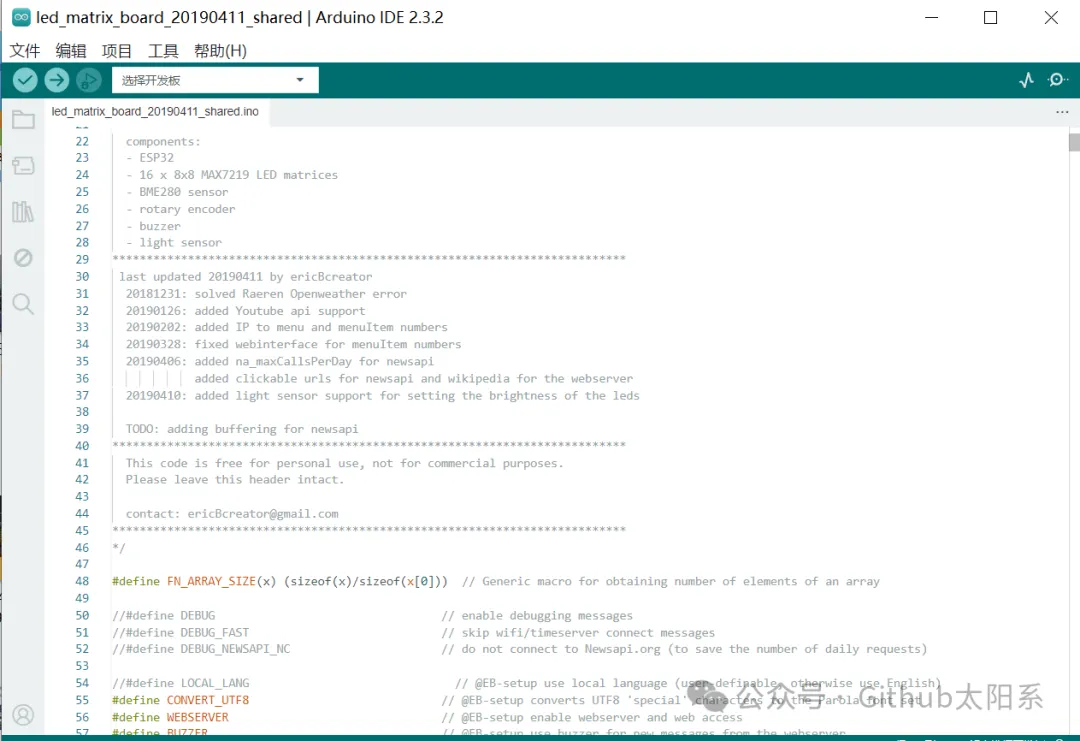 led_matrix_board_20190411_shared | Arduino IDE 2.3.2
文件 编辑 项目 工具 帮助(H)
选择开发板
led_matrix_board_20190411_shared.ino
22 components:
23 - ESP32
24 - 16 x 8x8 MAX7219 LED matrices
25 - BME280 sensor
26 - rotary encoder
27 - buzzer
28 - light sensor
29 ***************************************************************************
30 last updated 20190411 by ericBcreator
31 20181231: solved Raeren Openweather error
32 20190126: added Youtube api support
33 20190202: added IP to menu and menuItem numbers
34 20190328: fixed webinterface for menuItem numbers
35 20190406: added na_maxCallsPerDay for newsapi
36 added clickable urls for newsapi and wikipedia for the webserver
37 20190410: added light sensor support for setting the brightness of the leds
38
39 TODO: adding buffering for newsapi
40 ***************************************************************************
41 This code is free for personal use, not for commercial purposes.
42 Please leave this header intact.
43
44 contact: ericBcreator@gmail.com
45 ***************************************************************************
46 */
47
48 #define FN_ARRAY_SIZE(x) (sizeof(x)/sizeof(x[0])) // Generic macro for obtaining number of elements of an array
49
50 //#define DEBUG // enable debugging messages
51 //#define DEBUG_FAST // skip wifi/timeserver connect messages
52 //#define DEBUG_NEWSAPI_NC // do not connect to Newsapi.org (to save the number of daily requests)
53
54 //#define LOCAL_LANG // @EB-setup use local language (user-definable, otherwise use English)
55 #define CONVERT_UTF8 // @EB-setup converts UTF8 'special' characters to the Parola font set
56 #define WEBSERVER // @EB-setup enable webserver and web access
57 #define BUZZER // @EB-setup use buzzer for new messages from the webserver
公众号 · Github太阳系